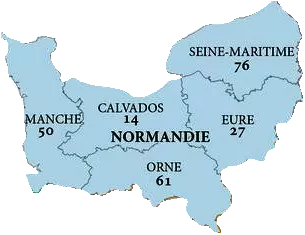 SEINE-MARITIME
76
CALVADOS
14
MANCHE
50
EURE
27
NORMANDIE
ORNE
61